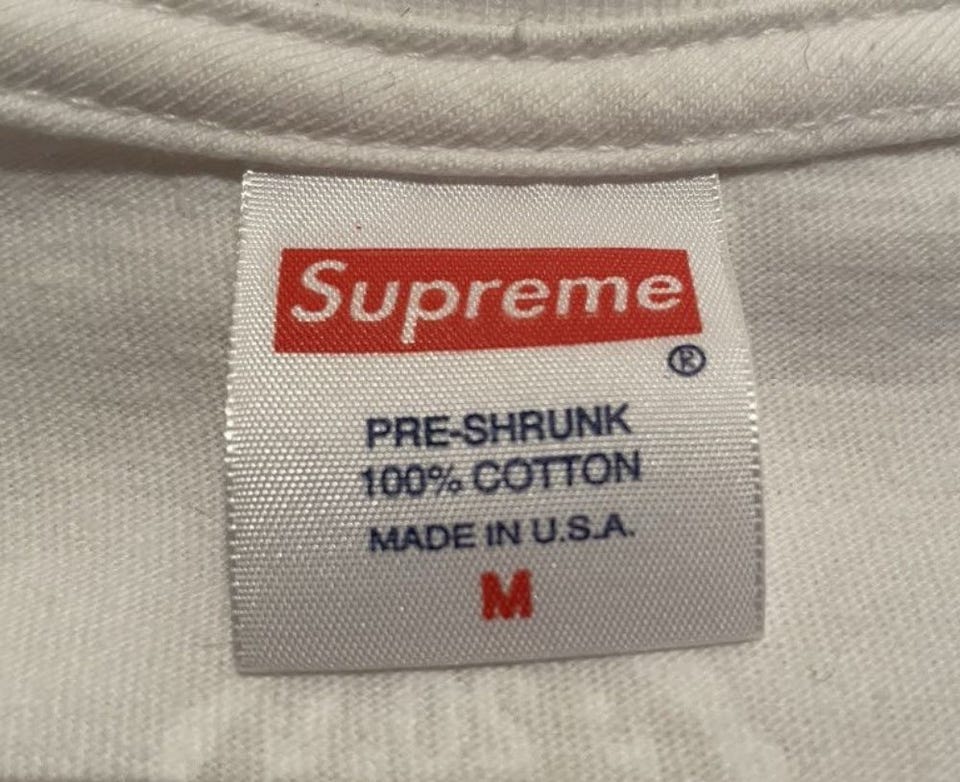 Supreme
®
PRE-SHRUNK
100% COTTON
MADE IN U.S.A.
M